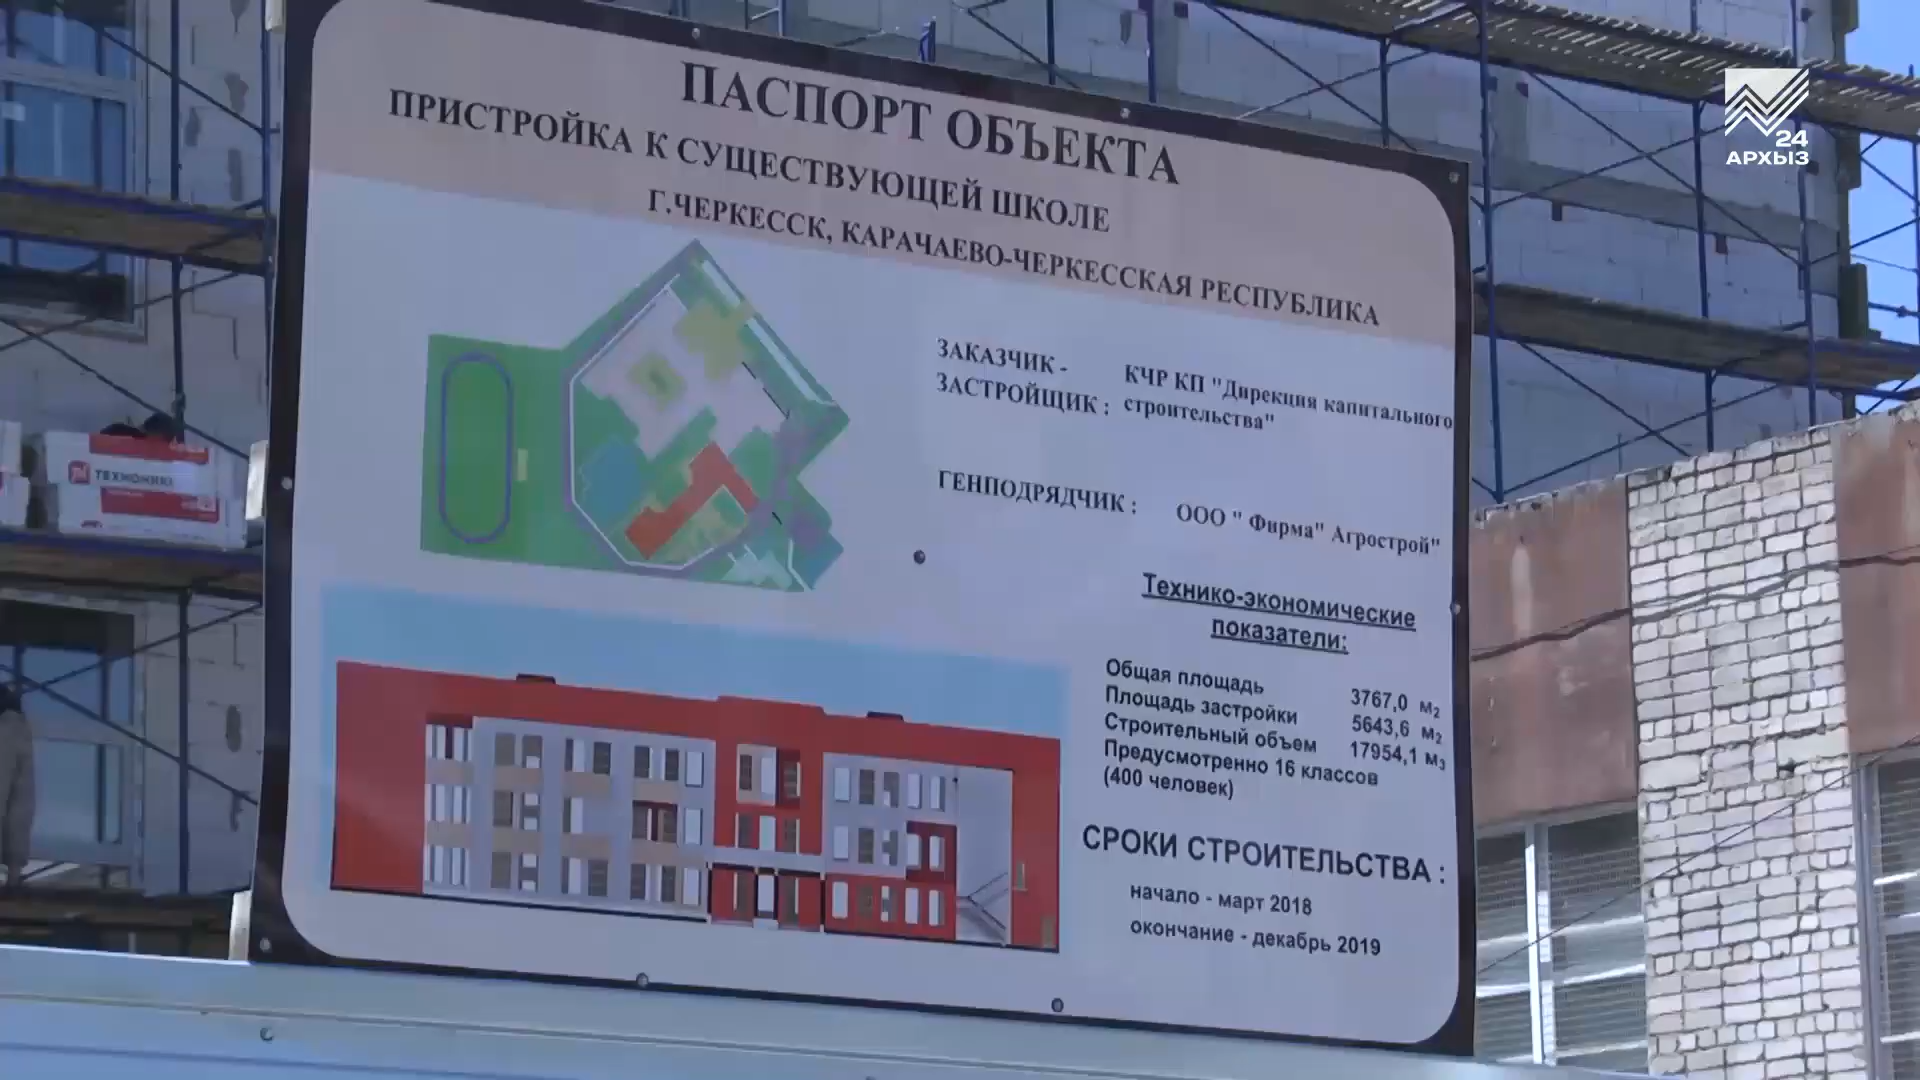 ПАСПОРТ ОБЪЕКТА
ПРИСТРОЙКА К СУЩЕСТВУЮЩЕЙ ШКОЛЕ
Г.ЧЕРКЕССК, КАРАЧАЕВО-ЧЕРКЕССКАЯ РЕСПУБЛИКА
ЗАКАЗЧИК -
ЗАСТРОЙЩИК :
КЧР КП "Дирекция капитального
строительства"
ГЕНПОДРЯДЧИК : ООО " Фирма" Агрострой"
Технико-экономические
показатели:
Общая площадь 3767,0 м2
Площадь застройки 5643,6 м2
Строительный объем 17954,1 м3
Предусмотренно 16 классов
(400 человек)
СРОКИ СТРОИТЕЛЬСТВА :
начало - март 2018
окончание - декабрь 2019
24
АРХЫЗ